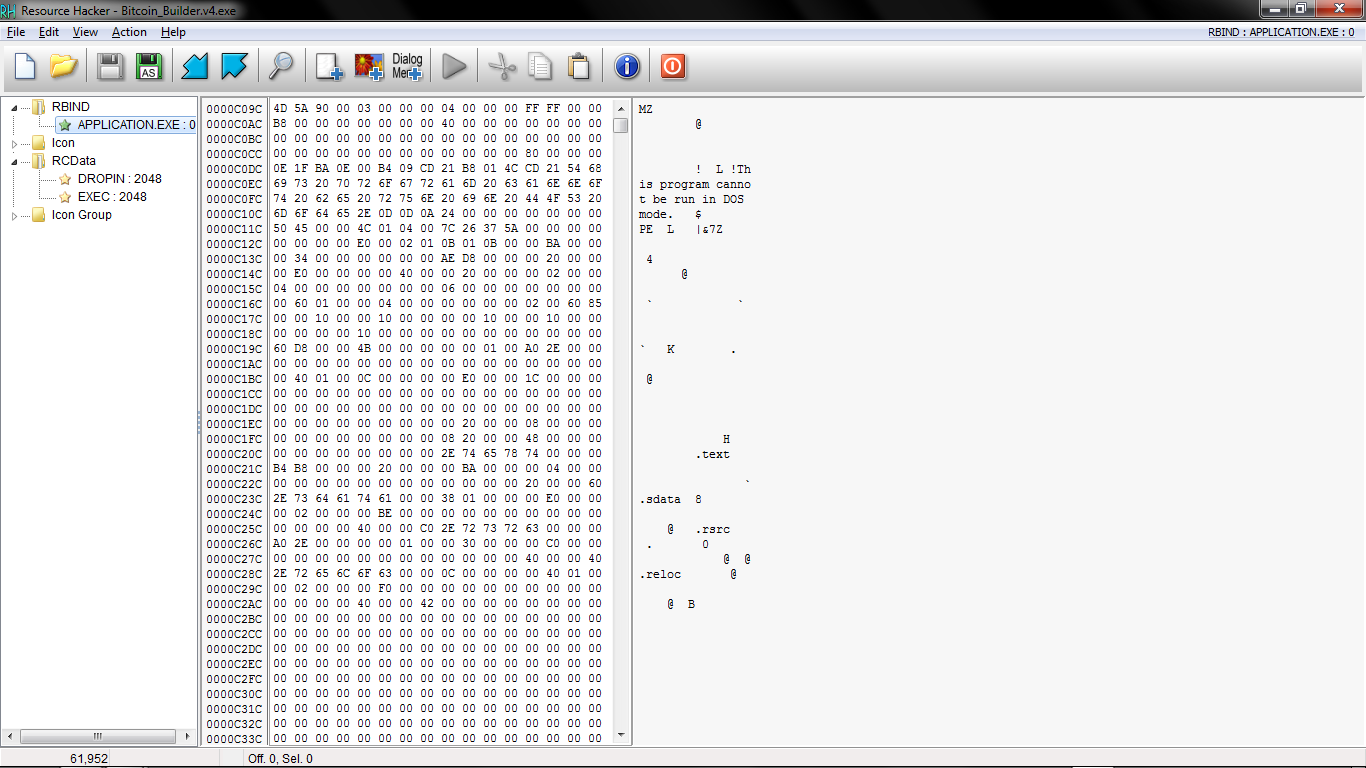 Resource Hacker - Bitcoin_Builder.v4.exe
File Edit View Action Help
RBIND : APPLICATION.EXE : 0
AS
Dialog
Menu
RBIND
APPLICATION.EXE : 0
Icon
RCData
DROPIN : 2048
EXEC : 2048
Icon Group
0000C09C 4D 5A 90 00 03 00 00 00 04 00 00 00 FF FF 00 00 MZ
0000C0AC B8 00 00 00 00 00 00 00 40 00 00 00 00 00 00 00 @
0000C0BC 00 00 00 00 00 00 00 00 00 00 00 00 00 00 00 00
0000C0CC 00 00 00 00 00 00 00 00 00 00 00 00 80 00 00 00
0000C0DC 0E 1F BA 0E 00 B4 09 CD 21 B8 01 4C CD 21 54 68 ! L !Th
0000C0EC 69 73 20 70 72 6F 67 72 61 6D 20 63 61 6E 6E 6F is program canno
0000C0FC 74 20 62 65 20 72 75 6E 20 69 6E 20 44 4F 53 20 t be run in DOS
0000C10C 6D 6F 64 65 2E 0D 0D 0A 24 00 00 00 00 00 00 00 mode. $
0000C11C 50 45 00 00 4C 01 04 00 7C 26 37 5A 00 00 00 00 PE L |&7Z
0000C12C 00 00 00 00 E0 00 02 01 0B 01 0B 00 00 BA 00 00
0000C13C 00 34 00 00 00 00 00 00 AE D8 00 00 00 20 00 00 4
0000C14C 00 E0 00 00 00 00 40 00 00 20 00 00 00 02 00 00 @
0000C15C 04 00 00 00 00 00 00 00 06 00 00 00 00 00 00 00
0000C16C 00 60 01 00 00 04 00 00 00 00 00 00 02 00 60 85 ` `
0000C17C 00 00 10 00 00 10 00 00 00 00 10 00 00 10 00 00
0000C18C 00 00 00 00 10 00 00 00 00 00 00 00 00 00 00 00
0000C19C 60 D8 00 00 4B 00 00 00 00 00 01 00 A0 2E 00 00 ` K .
0000C1AC 00 00 00 00 00 00 00 00 00 00 00 00 00 00 00 00
0000C1BC 00 40 01 00 0C 00 00 00 00 E0 00 00 1C 00 00 00 @
0000C1CC 00 00 00 00 00 00 00 00 00 00 00 00 00 00 00 00
0000C1DC 00 00 00 00 00 00 00 00 00 00 00 00 00 00 00 00
0000C1EC 00 00 00 00 00 00 00 00 00 20 00 00 08 00 00 00
0000C1FC 00 00 00 00 00 00 00 00 08 20 00 00 48 00 00 00 H
0000C20C 00 00 00 00 00 00 00 00 2E 74 65 78 74 00 00 00 .text
0000C21C B4 B8 00 00 00 20 00 00 00 BA 00 00 00 04 00 00
0000C22C 00 00 00 00 00 00 00 00 00 00 00 00 20 00 00 60 `
0000C23C 2E 73 64 61 74 61 00 00 38 01 00 00 00 E0 00 00 .sdata 8
0000C24C 00 02 00 00 00 BE 00 00 00 00 00 00 00 00 00 00
0000C25C 00 00 00 00 40 00 00 C0 2E 72 73 72 63 00 00 00 @ .rsrc
0000C26C A0 2E 00 00 00 00 01 00 00 30 00 00 00 C0 00 00 . 0
0000C27C 00 00 00 00 00 00 00 00 00 00 00 00 40 00 00 40 @ @
0000C28C 2E 72 65 6C 6F 63 00 00 0C 00 00 00 00 40 01 00 .reloc @
0000C29C 00 02 00 00 00 F0 00 00 00 00 00 00 00 00 00 00
0000C2AC 00 00 00 00 40 00 00 42 00 00 00 00 00 00 00 00 @ B
0000C2BC 00 00 00 00 00 00 00 00 00 00 00 00 00 00 00 00
0000C2CC 00 00 00 00 00 00 00 00 00 00 00 00 00 00 00 00
0000C2DC 00 00 00 00 00 00 00 00 00 00 00 00 00 00 00 00
0000C2EC 00 00 00 00 00 00 00 00 00 00 00 00 00 00 00 00
0000C2FC 00 00 00 00 00 00 00 00 00 00 00 00 00 00 00 00
0000C30C 00 00 00 00 00 00 00 00 00 00 00 00 00 00 00 00
0000C31C 00 00 00 00 00 00 00 00 00 00 00 00 00 00 00 00
0000C32C 00 00 00 00 00 00 00 00 00 00 00 00 00 00 00 00
0000C33C 00 00 00 00 00 00 00 00 00 00 00 00 00 00 00 00
61,952 Off. 0, Sel. 0